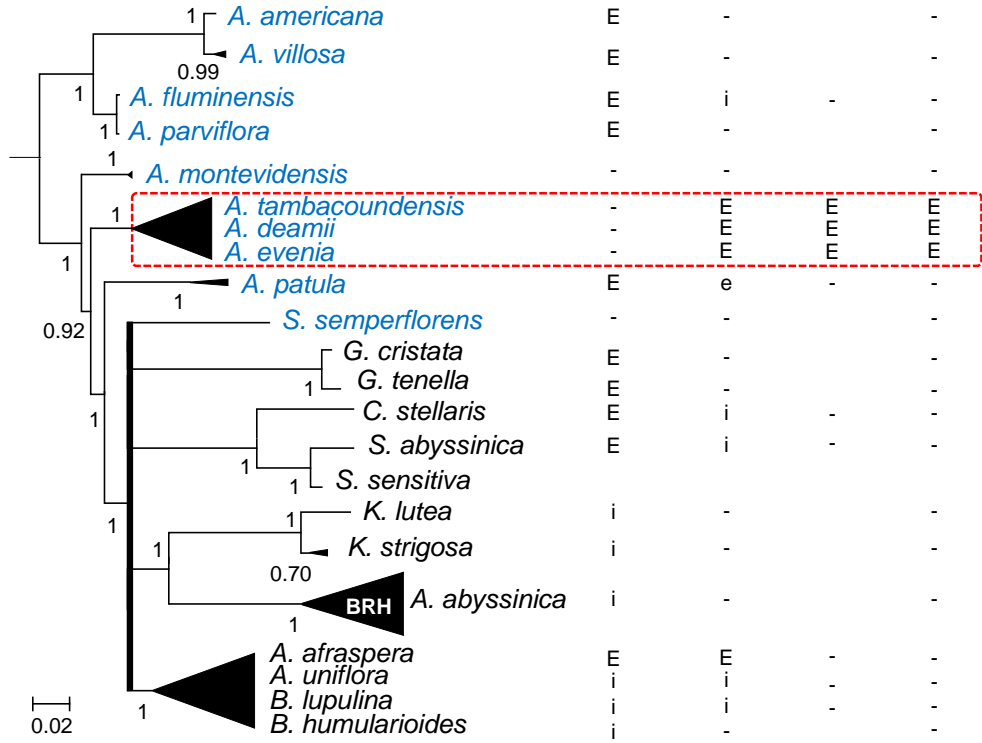 1 A. americana E - -
A. villosa E - -
0.99
1 A. fluminensis E i - -
1 A. parviflora E - -
1
A. montevidensis - - -
1 A. tambacoundensis - E E E
A. deamii - E E E
A. evenia - E E E
1
A. patula E e - -
1
0.92 S. semperflorens - - -
G. cristata E - -
1 G. tenella E - -
1 C. stellaris E i - -
S. abyssinica E i - -
1
1 S. sensitiva
K. lutea i - -
1 1
1 K. strigosa i - -
0.70
BRH A. abyssinica i - -
1
A. afraspera E E - -
A. uniflora i i - -
B. lupulina i i - -
1
0.02 B. humularioides i - -